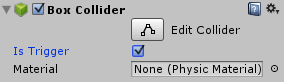 Box Collider
Edit Collider
Is Trigger
Material None (Physic Material)